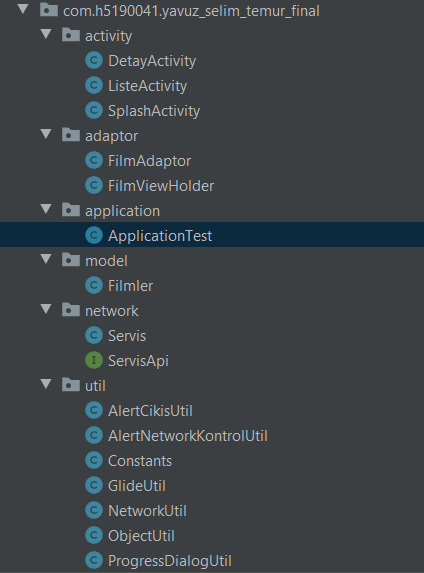 com.h5190041.yavuz_selim_temur_final
activity
DetayActivity
ListeActivity
SplashActivity
adaptor
FilmAdaptor
FilmViewHolder
application
ApplicationTest
model
Filmler
network
Servis
ServisApi
util
AlertCikisUtil
AlertNetworkKontrolUtil
Constants
GlideUtil
NetworkUtil
ObjectUtil
ProgressDialogUtil